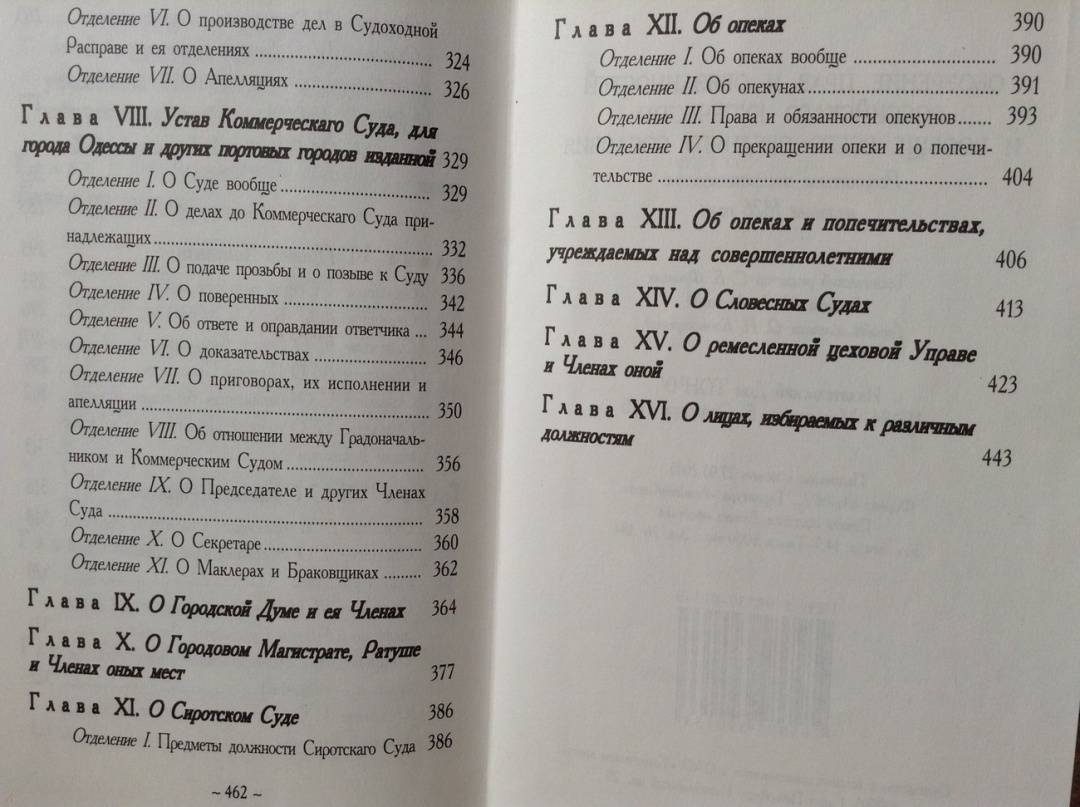 Отделение VI. О производстве дел в Судоходной
Расправе и ея отделениях ............ 324
Отделение VII. О Апелляциях ............ 326
Глава VIII. Устав Коммерческаго Суда, для
города Одессы и других портовых городов изданной 329
Отделение I. О Суде вообще ............ 329
Отделение II. О делах до Коммерческаго Суда при-
надлежащих ............ 332
Отделение III. О подаче прозьбы и о позыве к Суду 336
Отделение IV. О поверенных ............ 342
Отделение V. Об ответе и оправдании ответчика ... 344
Отделение VI. О доказательствах ............ 346
Отделение VII. О приговорах, их исполнении и
апелляции ............ 350
Отделение VIII. Об отношении между Градоначаль-
ником и Коммерческим Судом ............ 356
Отделение IX. О Председателе и других Членах
Суда ............ 358
Отделение X. О Секретаре ............ 360
Отделение XI. О Маклерах и Браковщиках ......... 362
Глава IX. О Городской Думе и ея Членах 364
Глава X. О Городовом Магистрате, Ратуше
и Членах оных мест 377
Глава XI. О Сиротском Суде 386
Отделение I. Предметы должности Сиротскаго Суда 386
~ 462 ~
Глава XII. Об опеках 390
Отделение I. Об опеках вообще ............ 390
Отделение II. Об опекунах ............ 391
Отделение III. Права и обязанности опекунов ...... 393
Отделение IV. О прекращении опеки и о попечи-
тельстве ............ 404
Глава XIII. Об опеках и попечительствах,
учреждаемых над совершеннолетними 406
Глава XIV. О Словесных Судах 413
Глава XV. О ремесленной цеховой Управе
и Членах оной 423
Глава XVI. О лицах, избираемых к различным
должностям 443